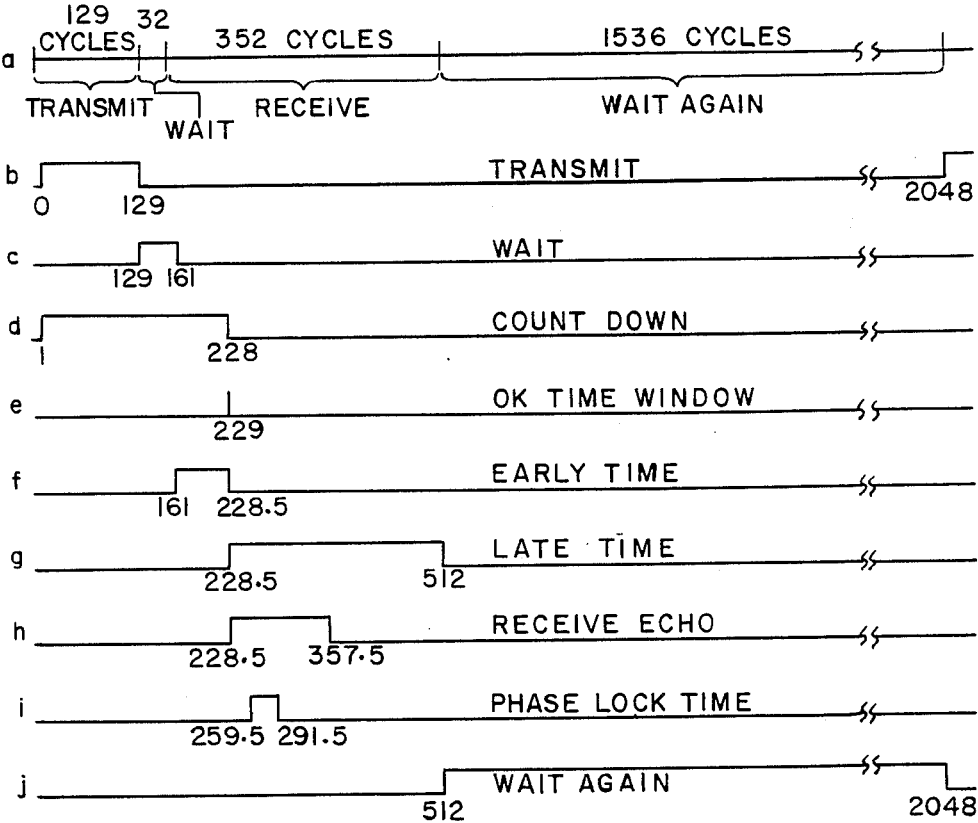 129 32
CYCLES 352 CYCLES 1536 CYCLES
a
TRANSMIT RECEIVE WAIT AGAIN
WAIT
b TRANSMIT
0 129 2048
c WAIT
129 161
d COUNT DOWN
1 228
e OK TIME WINDOW
229
f EARLY TIME
161 228.5
g LATE TIME
228.5 512
h RECEIVE ECHO
228.5 357.5
i PHASE LOCK TIME
259.5 291.5
j WAIT AGAIN
512 2048